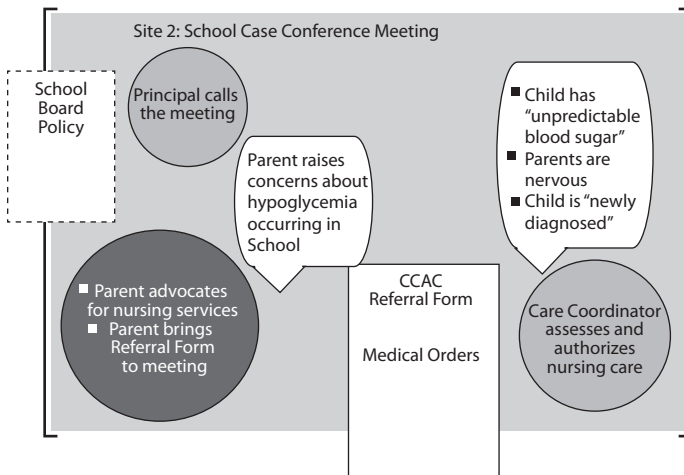 Site 2: School Case Conference Meeting
School
Board
Policy
Principal calls
the meeting
Parent raises
concerns about
hypoglycemia
occurring in
School
■ Child has
“unpredictable
blood sugar”
■ Parents are
nervous
■ Child is “newly
diagnosed”
■ Parent advocates
for nursing services
■ Parent brings
Referral Form
to meeting
CCAC
Referral Form
Medical Orders
Care Coordinator
assesses and
authorizes
nursing care